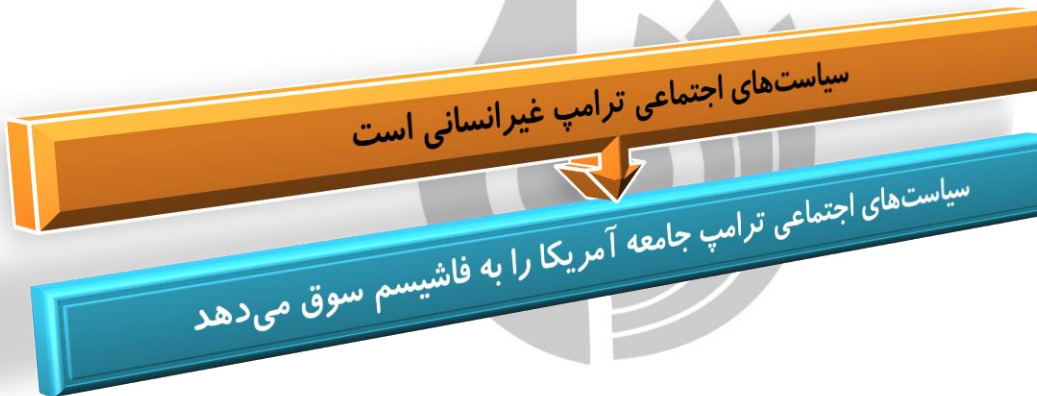 سیاست‌های اجتماعی ترامپ غیرانسانی است
سیاست‌های اجتماعی ترامپ جامعه آمریکا را به فاشیسم سوق می‌دهد